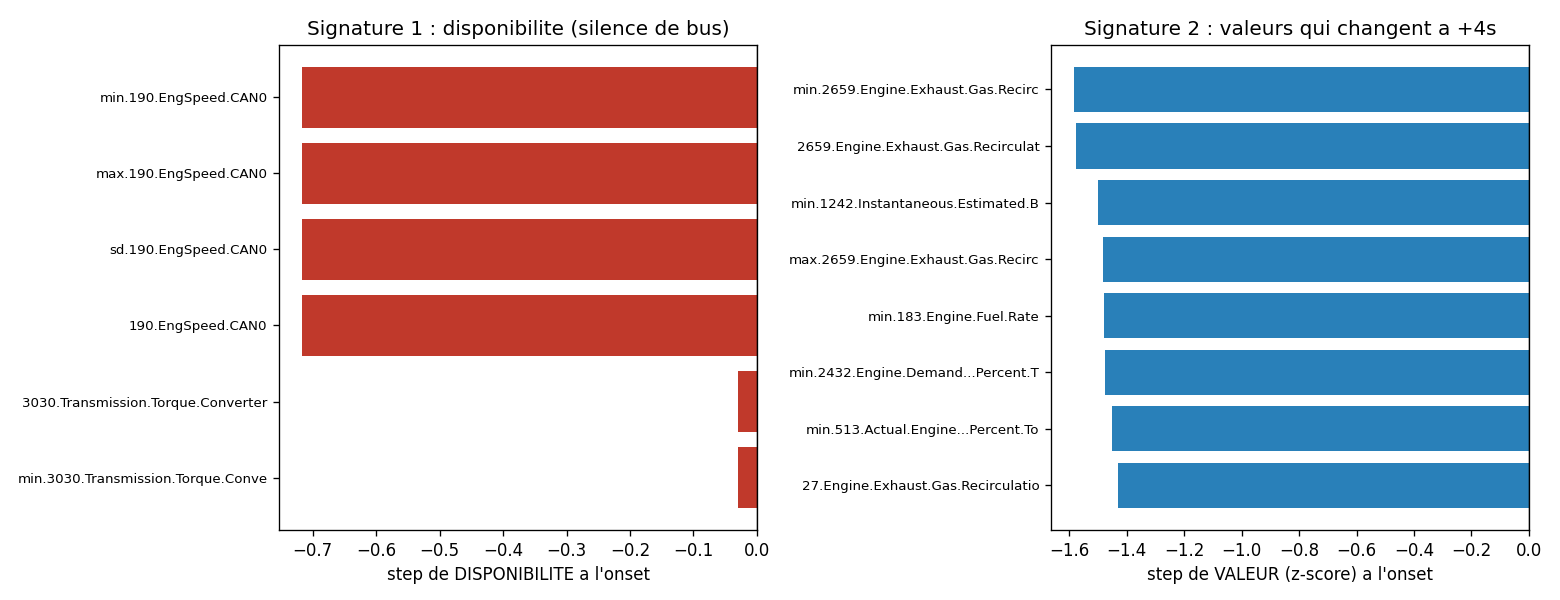 Signature 1 : disponibilite (silence de bus)
min.190.EngSpeed.CAN0
max.190.EngSpeed.CAN0
sd.190.EngSpeed.CAN0
190.EngSpeed.CAN0
3030.Transmission.Torque.Converter
min.3030.Transmission.Torque.Conve
−0.7 −0.6 −0.5 −0.4 −0.3 −0.2 −0.1 0.0
step de DISPONIBILITE a l'onset
Signature 2 : valeurs qui changent a +4s
min.2659.Engine.Exhaust.Gas.Recirc
2659.Engine.Exhaust.Gas.Recirculat
min.1242.Instantaneous.Estimated.B
max.2659.Engine.Exhaust.Gas.Recirc
min.183.Engine.Fuel.Rate
min.2432.Engine.Demand...Percent.T
min.513.Actual.Engine...Percent.To
27.Engine.Exhaust.Gas.Recirculatio
−1.6 −1.4 −1.2 −1.0 −0.8 −0.6 −0.4 −0.2 0.0
step de VALEUR (z-score) a l'onset